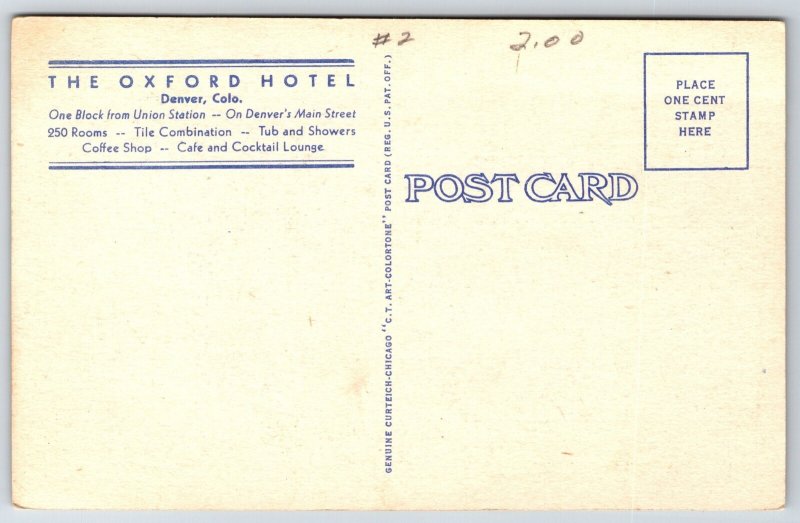 THE OXFORD HOTEL
Denver, Colo.
One Block from Union Station -- On Denver's Main Street
250 Rooms -- Tile Combination -- Tub and Showers
Coffee Shop -- Cafe and Cocktail Lounge
GENUINE CURTEICH-CHICAGO "C.T. ART-COLORTONE" POST CARD (REG. U.S. PAT. OFF.)
#2
2.00
POST CARD
PLACE
ONE CENT
STAMP
HERE